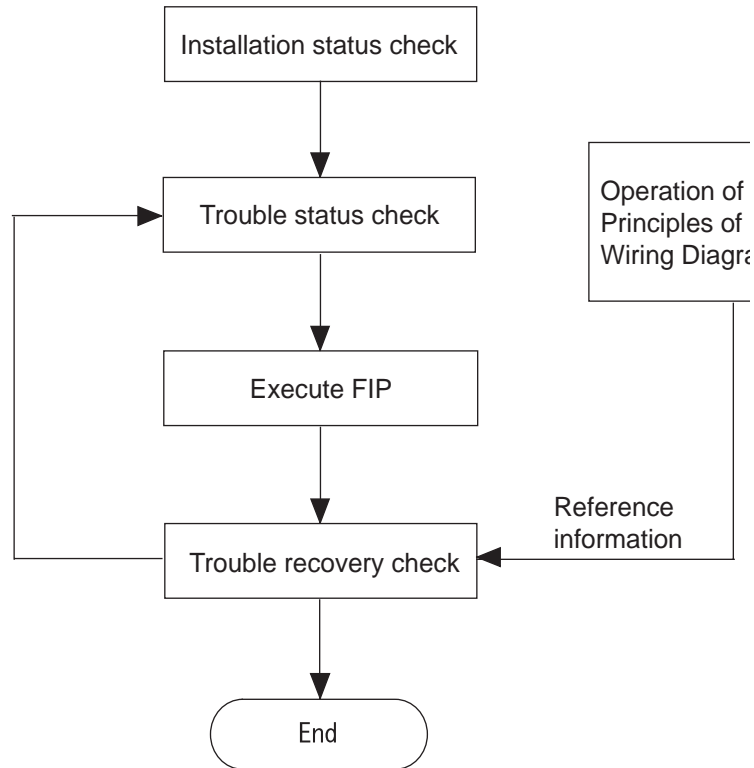 Installation status check
Trouble status check
Operation of
Principles of
Wiring
Execute FIP
Reference
information
Trouble recovery check
End